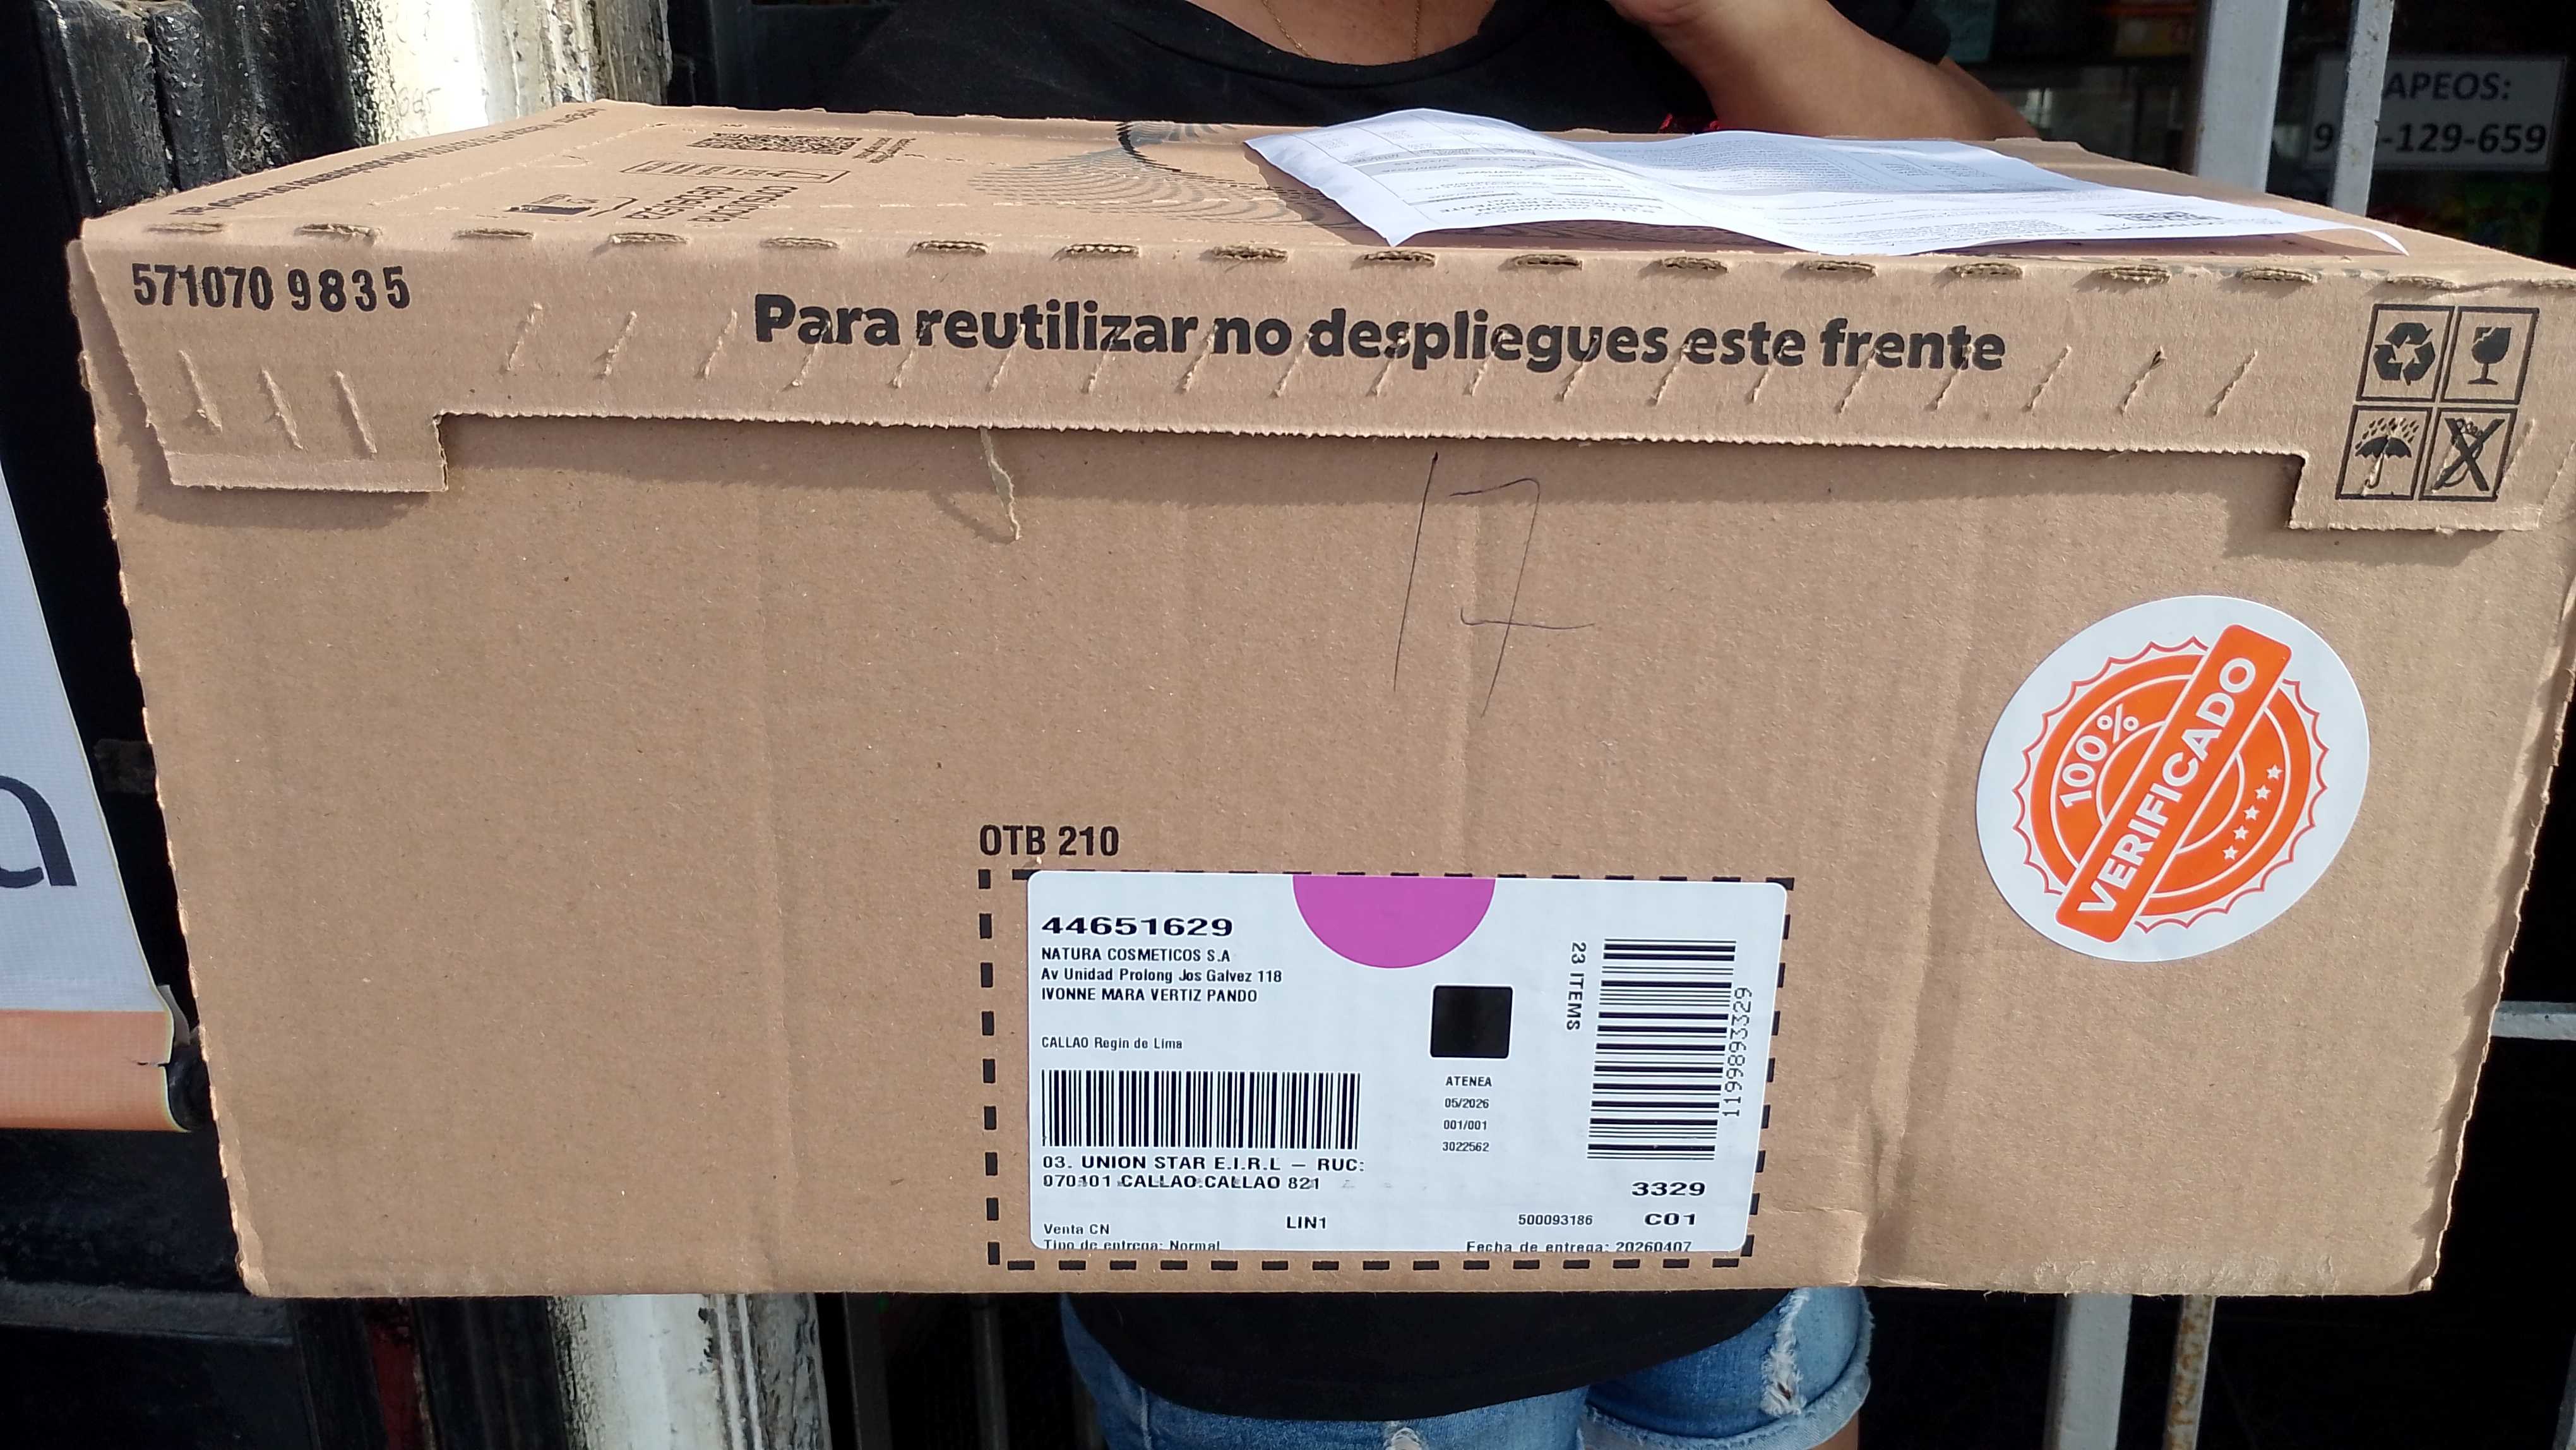 APEOS:
-129-659
571070 9835
Para reutilizar no despliegues este frente
17
100%
VERIFICADO
OTB 210
44651629
NATURA COSMETICOS S.A
Av Unidad Prolong Jos Galvez 118
IVONNE MARA VERTIZ PANDO
CALLAO Regin de Lima
23 ITEMS
1199893329
ATENEA
05/2026
001/001
3022562
03. UNION STAR E.I.R.L – RUC:
070101 CALLAO:CALLAO 821
3329
Venta CN
LIN1
500093186
C01
Tipo de entrega: Normal
Fecha de entrega: 20260407
a